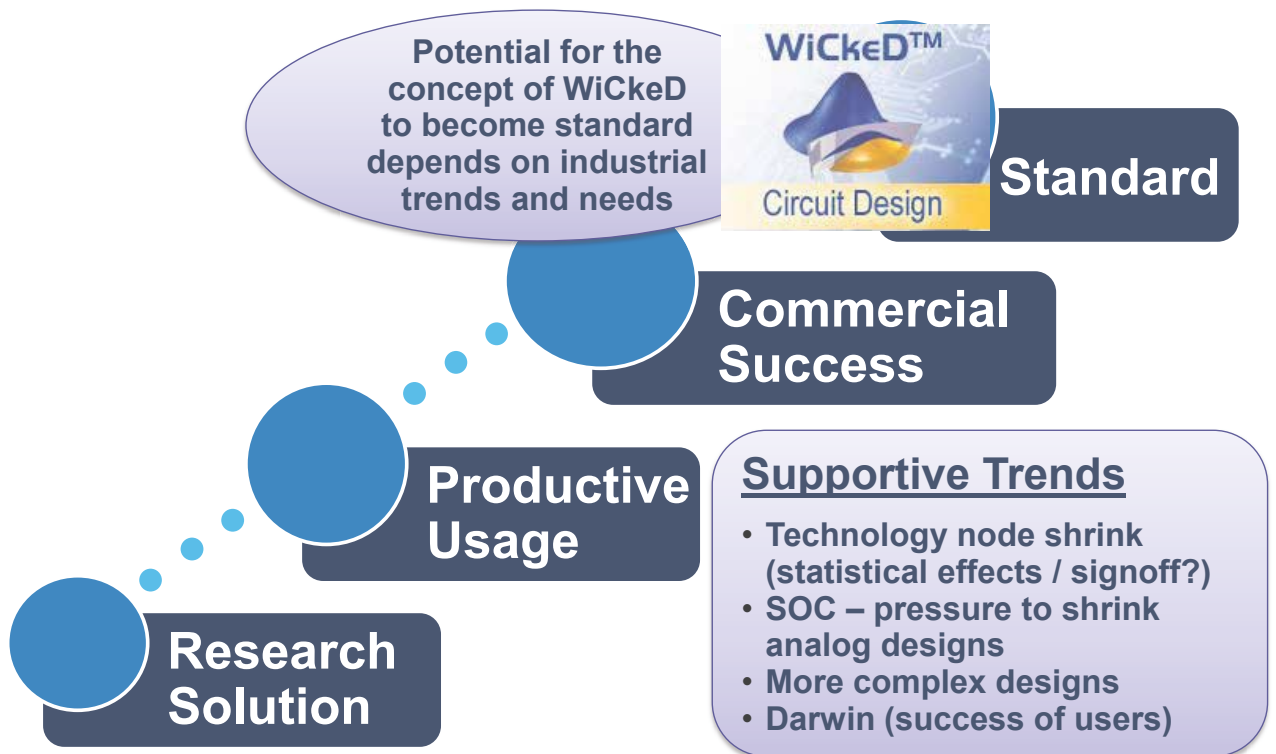 Potential for the
concept of WiCkeD
to become standard
depends on industrial
trends and needs
WiCkeD™
Circuit Design
Standard
Commercial
Success
Productive
Usage
Research
Solution
Supportive Trends
• Technology node shrink
(statistical effects / signoff?)
• SOC – pressure to shrink
analog designs
• More complex designs
• Darwin (success of users)